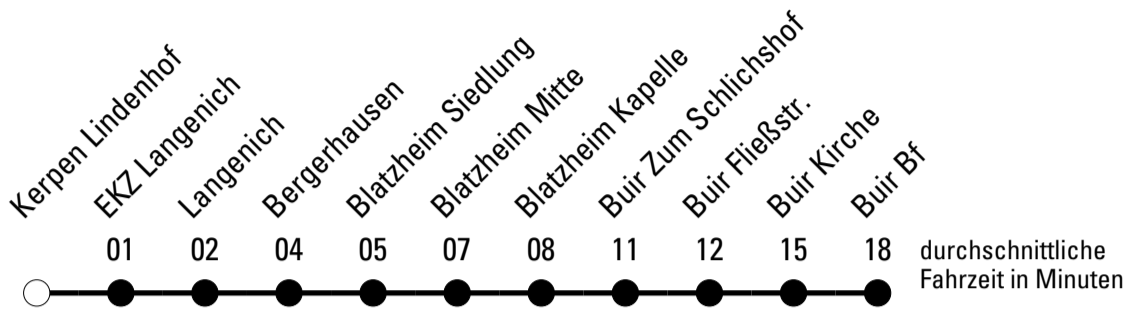 Kerpen Lindenhof
EKZ Langenich
Langenich
Bergerhausen
Blatzheim Siedlung
Blatzheim Mitte
Blatzheim Kapelle
Buir Zum Schlichshof
Buir Fließstr.
Buir Kirche
Buir Bf
01 02 04 05 07 08 11 12 15 18 durchschnittliche
Fahrzeit in Minuten